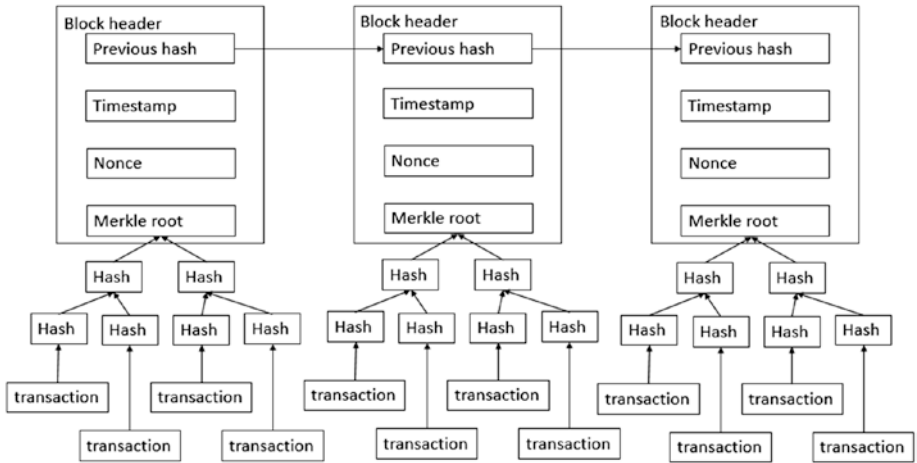 Block header
Previous hash
Timestamp
Nonce
Merkle root
Hash
Hash
Hash
Hash
Hash
Hash
transaction
transaction
transaction
transaction
Block header
Previous hash
Timestamp
Nonce
Merkle root
Hash
Hash
Hash
Hash
Hash
Hash
transaction
transaction
transaction
transaction
Block header
Previous hash
Timestamp
Nonce
Merkle root
Hash
Hash
Hash
Hash
Hash
Hash
transaction
transaction
transaction
transaction